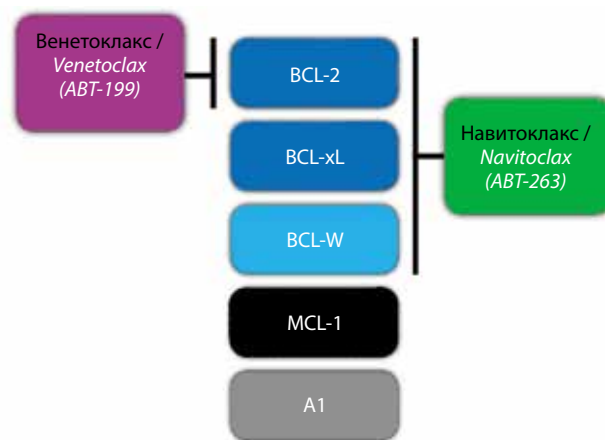 Венетоклакс /
Venetoclax
(ABT-199)
BCL-2
BCL-xL
BCL-W
MCL-1
A1
Навитоклакс /
Navitoclax
(ABT-263)